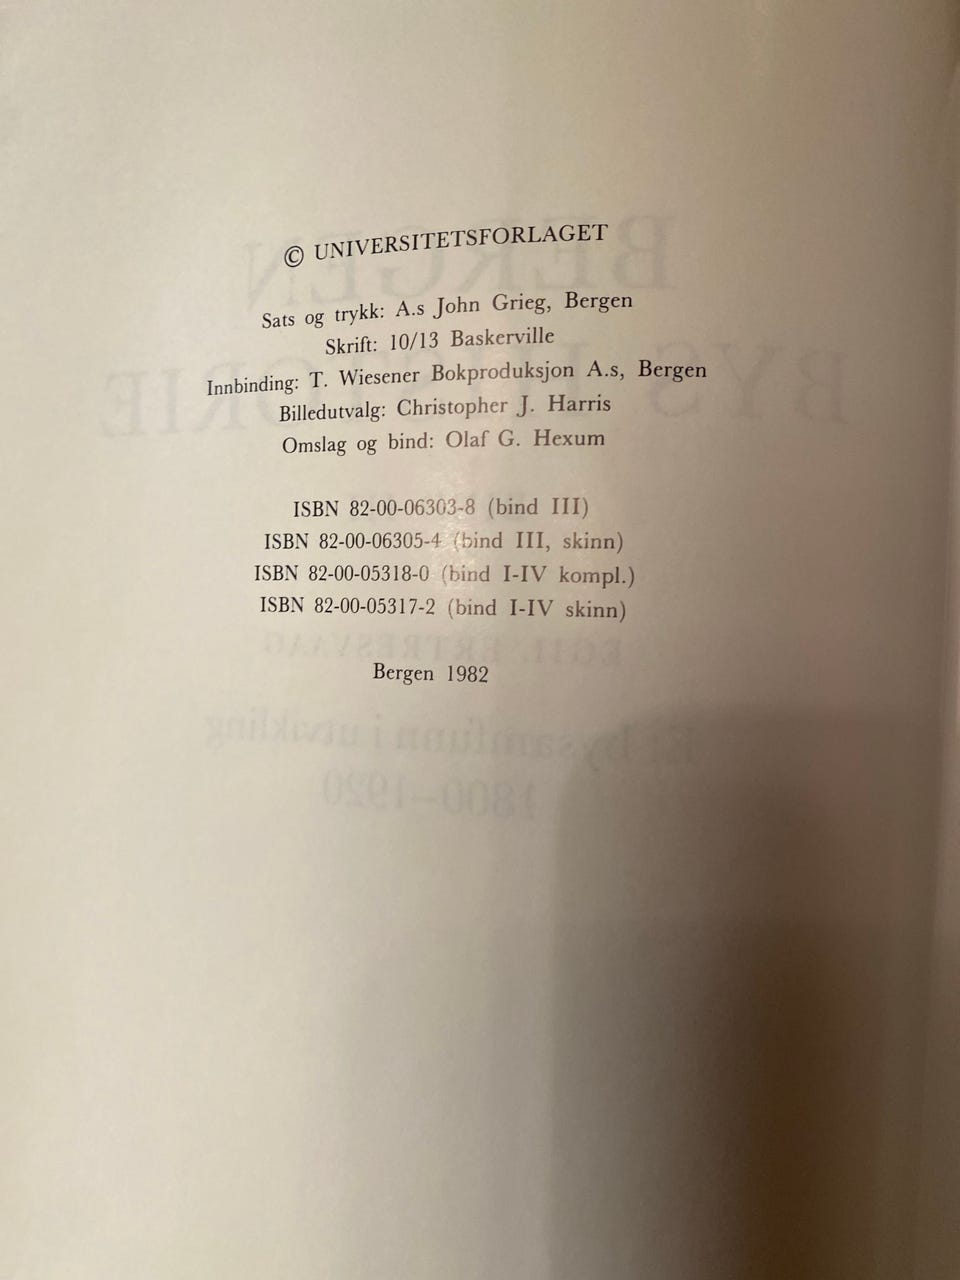 © UNIVERSITETSFORLAGET
Sats og trykk: A.s John Grieg, Bergen
Skrift: 10/13 Baskerville
Innbinding: T. Wiesener Bokproduksjon A.s, Bergen
Billedutvalg: Christopher J. Harris
Omslag og bind: Olaf G. Hexum
ISBN 82-00-06303-8 (bind III)
ISBN 82-00-06305-4 (bind III, skinn)
ISBN 82-00-05318-0 (bind I-IV kompl.)
ISBN 82-00-05317-2 (bind I-IV skinn)
Bergen 1982